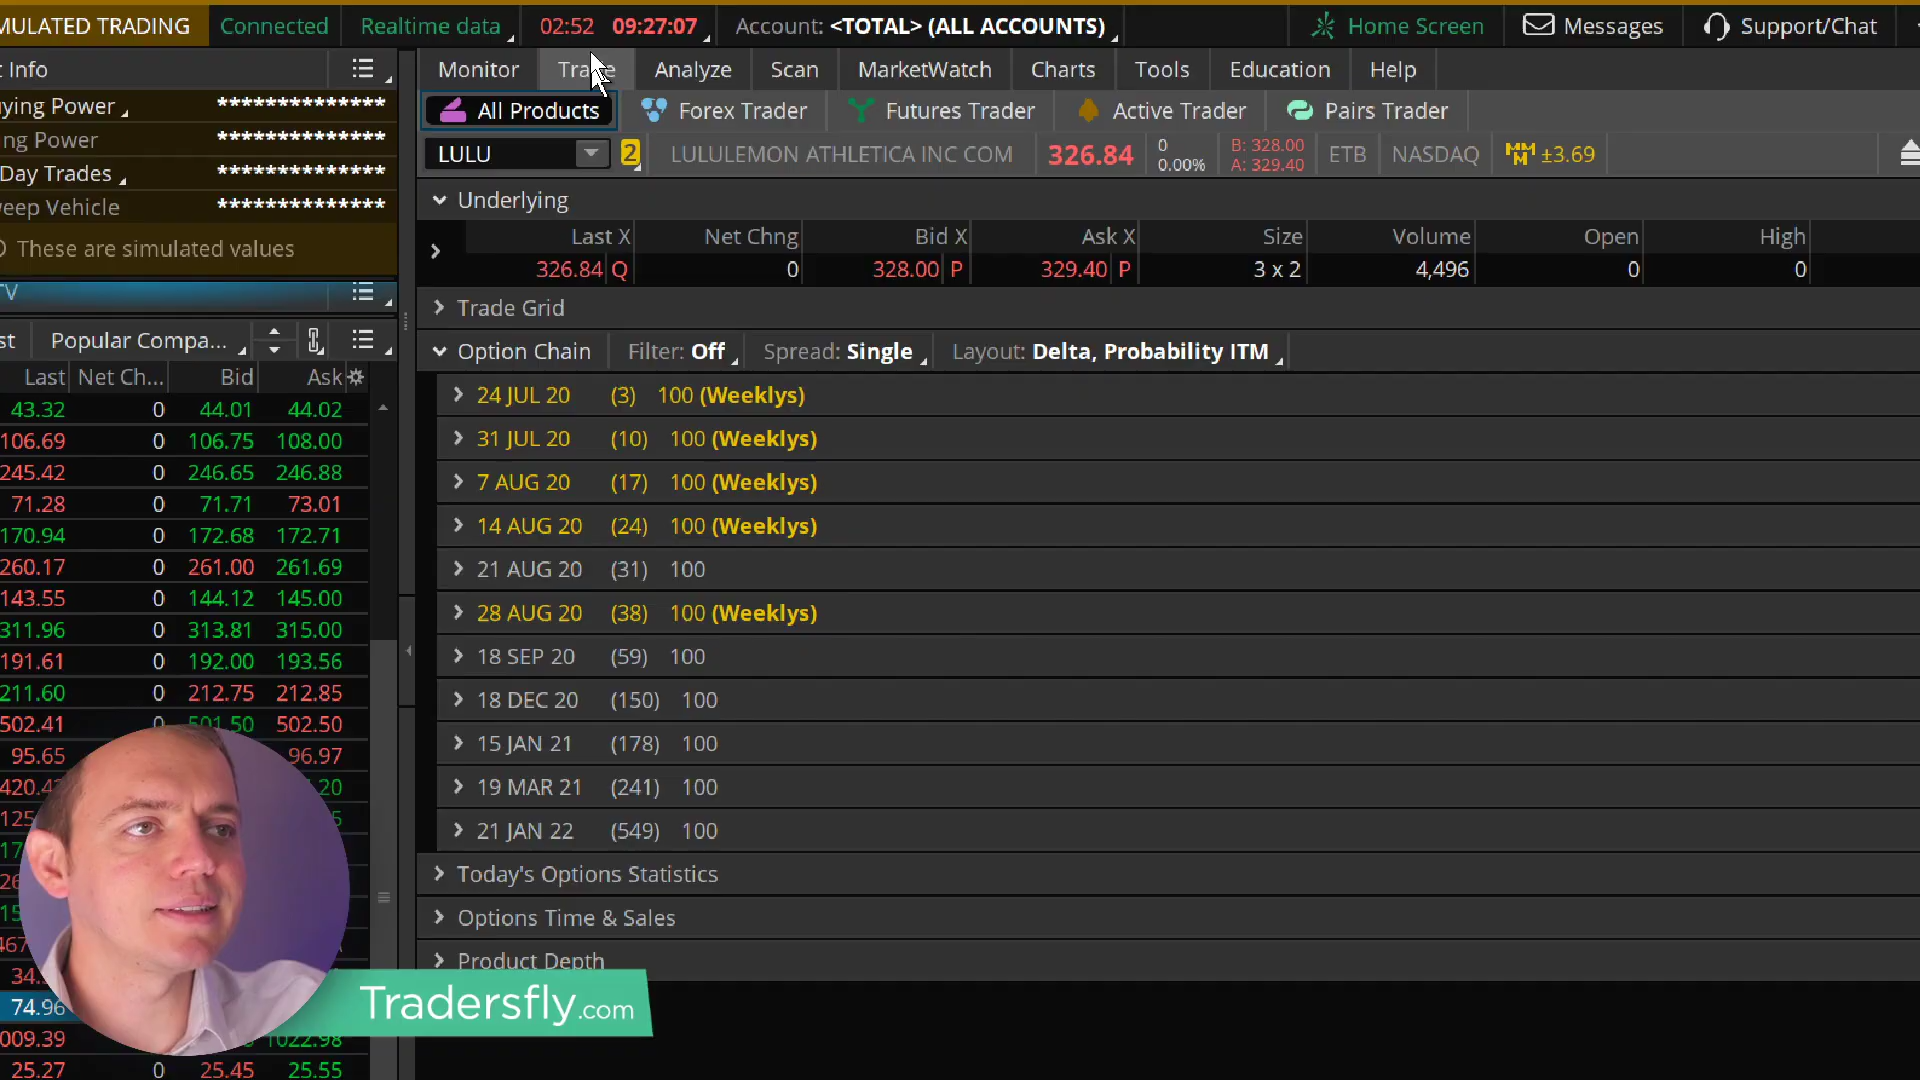 MULATED TRADING Connected Realtime data 02:52 09:27:07 Account: <TOTAL> (ALL ACCOUNTS) Home Screen Messages Support/Chat
Info Monitor Trade Analyze Scan MarketWatch Charts Tools Education Help
ying Power ************** All Products Forex Trader Futures Trader Active Trader Pairs Trader
ng Power **************
LULU 2 LULULEMON ATHLETICA INC COM 326.84 0 0.00% B: 328.00 A: 329.40 ETB NASDAQ MMM ±3.69
Day Trades **************
eep Vehicle ************** Underlying
These are simulated values Last X Net Chng Bid X Ask X Size Volume Open High
326.84 Q 0 328.00 P 329.40 P 3 x 2 4,496 0 0
TV Trade Grid
st Popular Compa... Option Chain Filter: Off Spread: Single Layout: Delta, Probability ITM
Last Net Ch... Bid Ask
24 JUL 20 (3) 100 (Weeklys)
43.32 0 44.01 44.02
31 JUL 20 (10) 100 (Weeklys)
106.69 0 106.75 108.00
245.42 0 246.65 246.88
7 AUG 20 (17) 100 (Weeklys)
71.28 0 71.71 73.01
14 AUG 20 (24) 100 (Weeklys)
170.94 0 172.68 172.71
260.17 0 261.00 261.69
21 AUG 20 (31) 100
143.55 0 144.12 145.00
28 AUG 20 (38) 100 (Weeklys)
311.96 0 313.81 315.00
191.61 0 192.00 193.56
18 SEP 20 (59) 100
211.60 0 212.75 212.85
18 DEC 20 (150) 100
502.41 0 501.50 502.50
15 JAN 21 (178) 100
95.65 96.97
19 MAR 21 (241) 100
21 JAN 22 (549) 100
Today's Options Statistics
Options Time & Sales
Product Depth
Tradersfly.com
74.96
009.39 1022.98
25.27 0 25.45 25.55